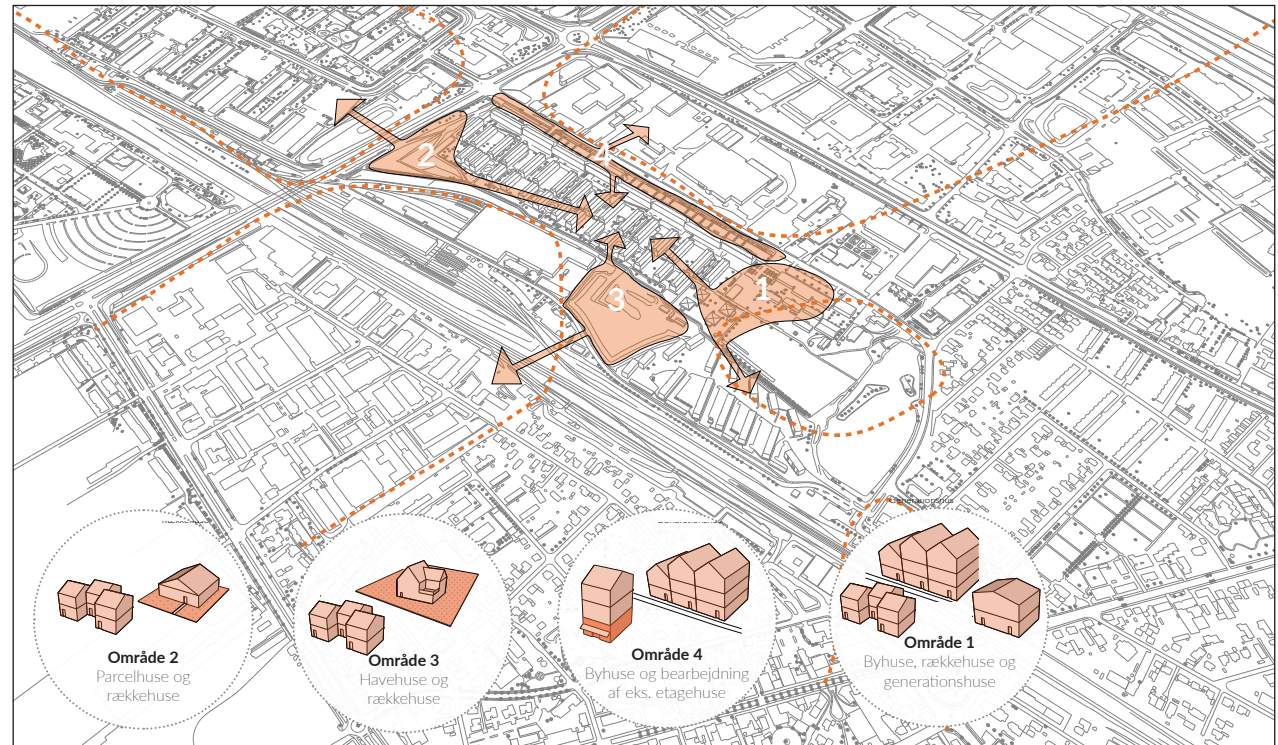 2
4
3
1
Generationshus
Område 2
Parcelhuse og
rækkehuse
Område 3
Havehuse og
rækkehuse
Område 4
Byhuse og bearbejdning
af eks. etagehuse
Område 1
Byhuse, rækkehuse og
generationshuse